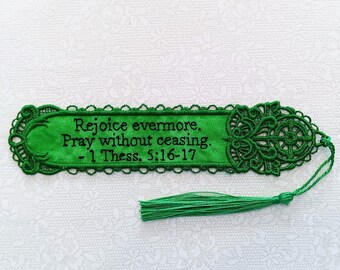 Rejoice evermore.
Pray without ceasing.
- 1 Thess. 5:16-17